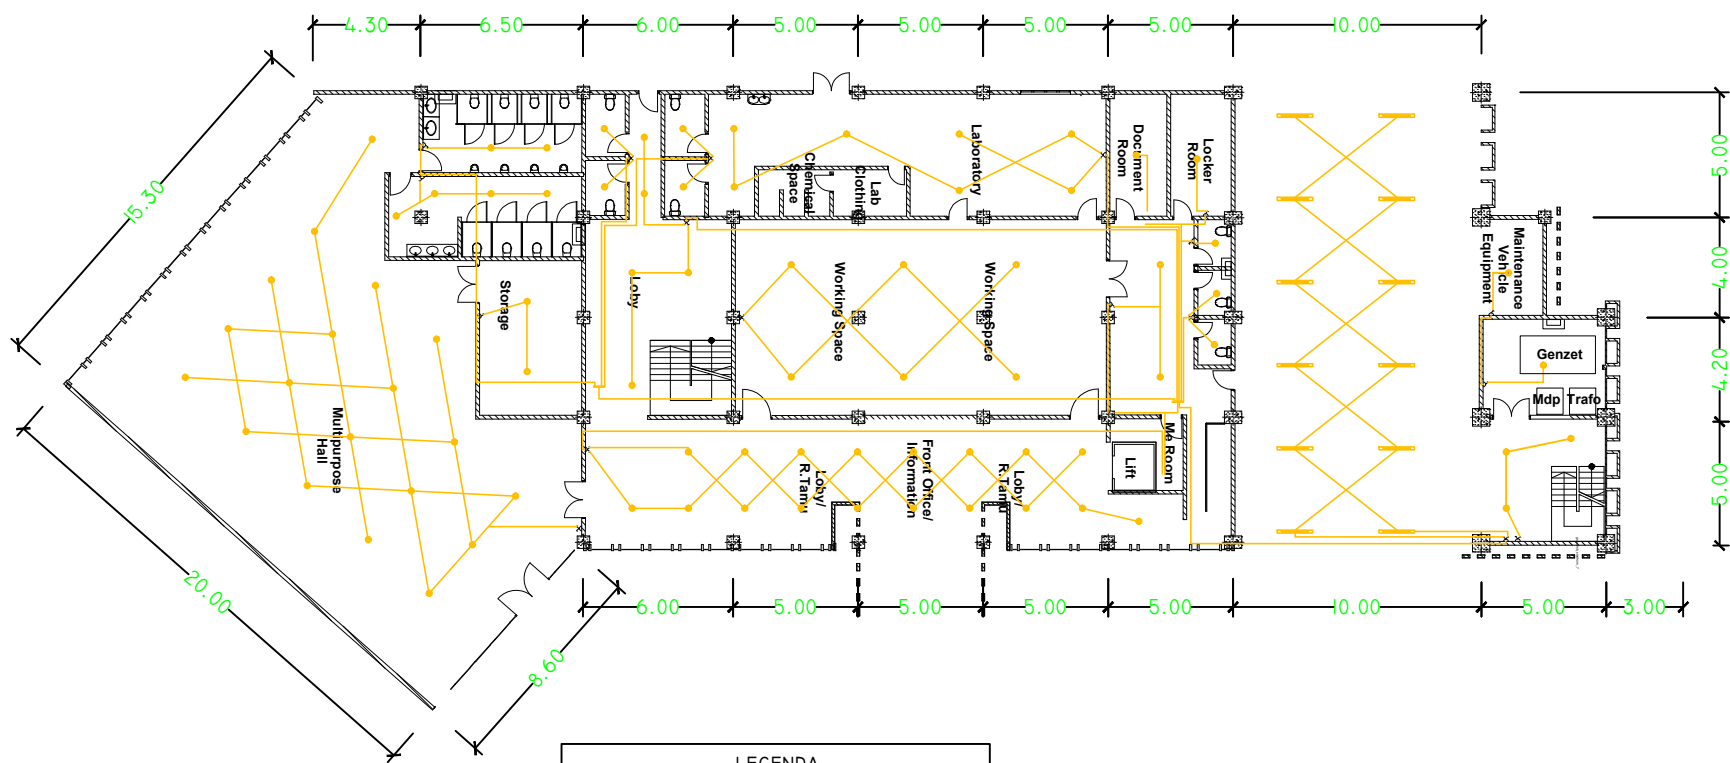 4.30
6.50
6.00
5.00
5.00
5.00
5.00
10.00
15.30
5.00
4.00
4.20
5.00
Laboratory
Document
Room
Locker
Room
Chemical
Space
Lab
Clothing
Maintenance
Vehicle
Equipment
Storage
Loby
Working Space
Working Space
Genzet
Mdp
Trafo
Multipurpose
Hall
Loby/
R.Tamu
Front Office/
Information
Loby/
R.Tamu
Lift
Me Room
20.00
8.60
6.00
5.00
5.00
5.00
5.00
10.00
5.00
3.00
LEGENDA